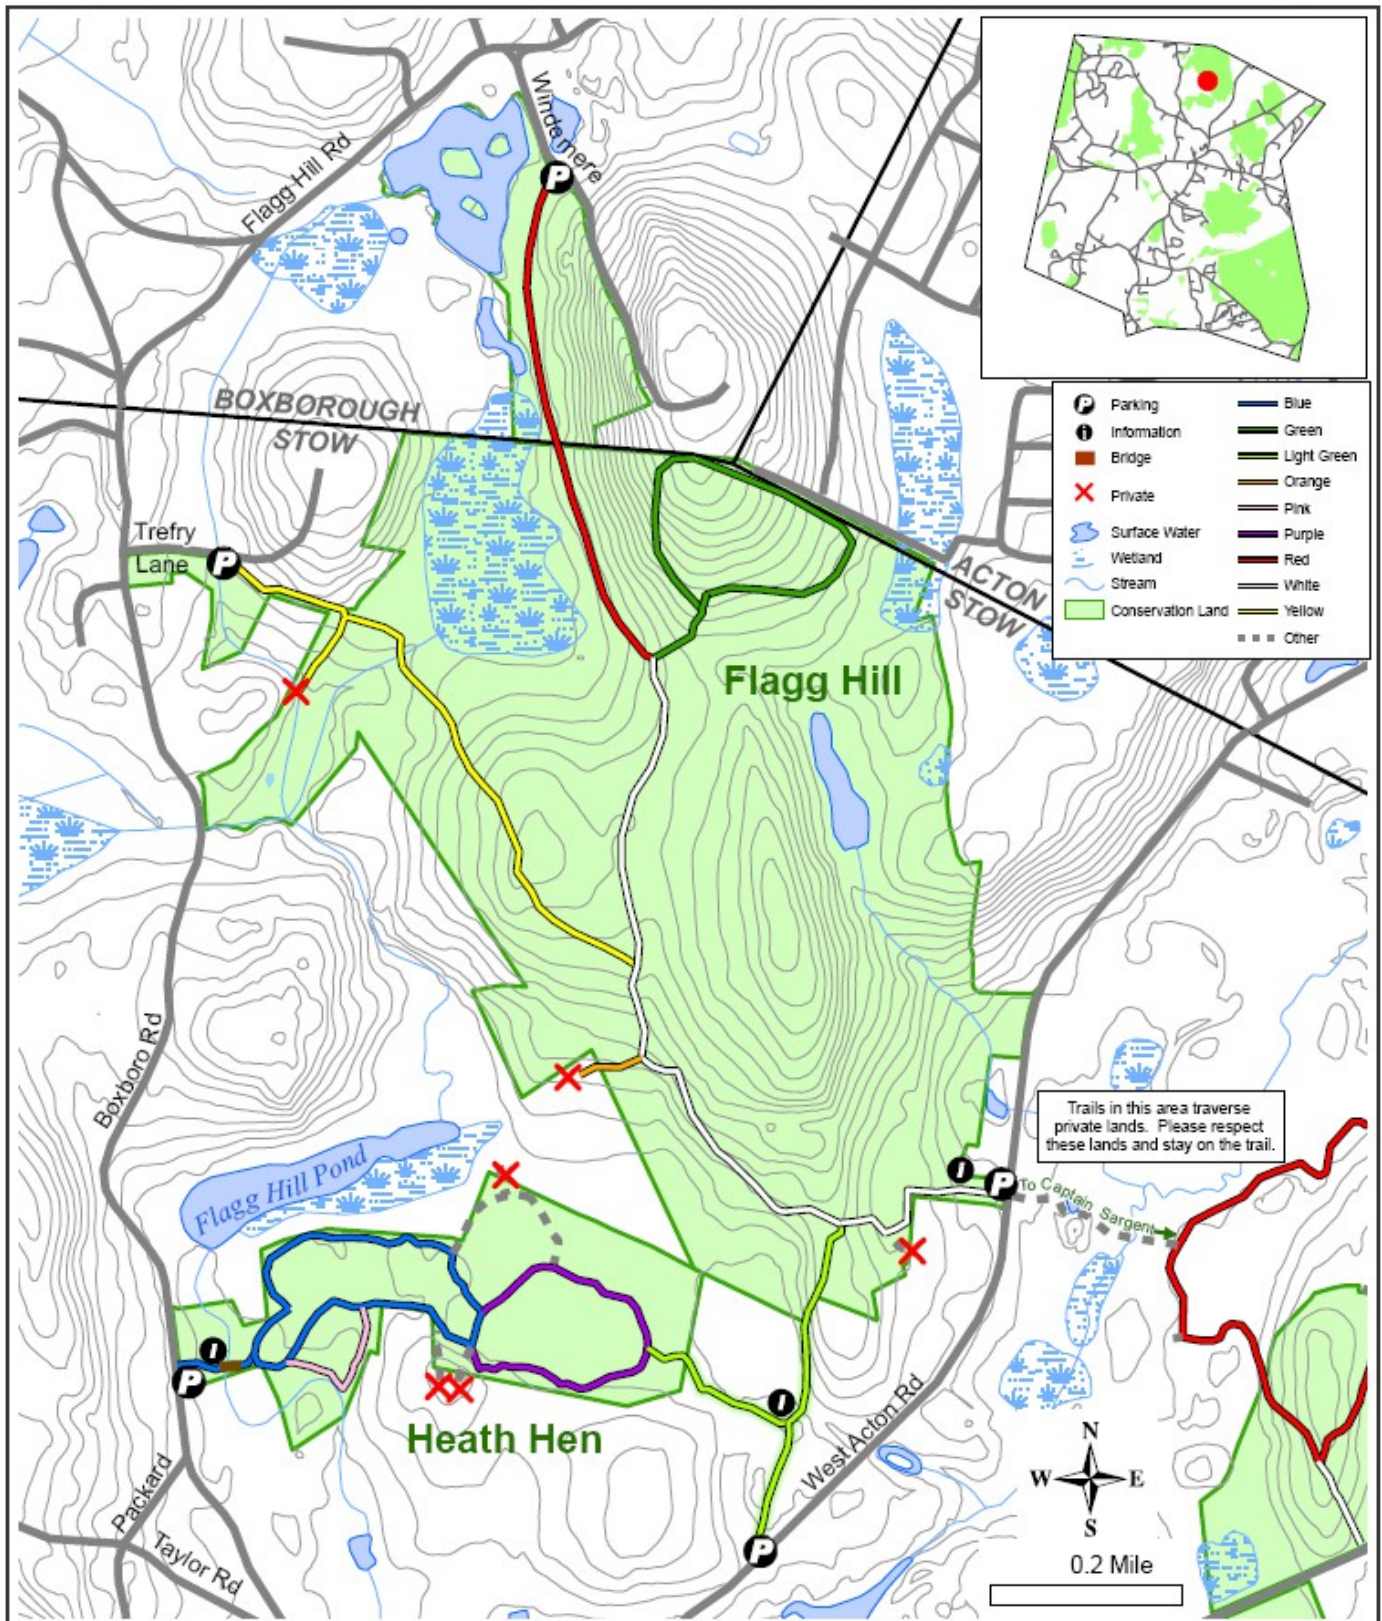 Windemere
P
Flagg Hill Rd
BOXBOROUGH
STOW
Trefry
Lane
P
ACTON
STOW
P Parking
i Information
Bridge
Private
Surface Water
Wetland
Stream
Conservation Land
Blue
Green
Light Green
Orange
Pink
Purple
Red
White
Yellow
Other
Flagg Hill
Boxboro Rd
Trails in this area traverse
private lands. Please respect
these lands and stay on the trail.
Flagg Hill Pond
i
P
To Captain Sargent
i
P
i
Heath Hen
West Acton Rd
P
Packard
Taylor Rd
N
W E
S
0.2 Mile